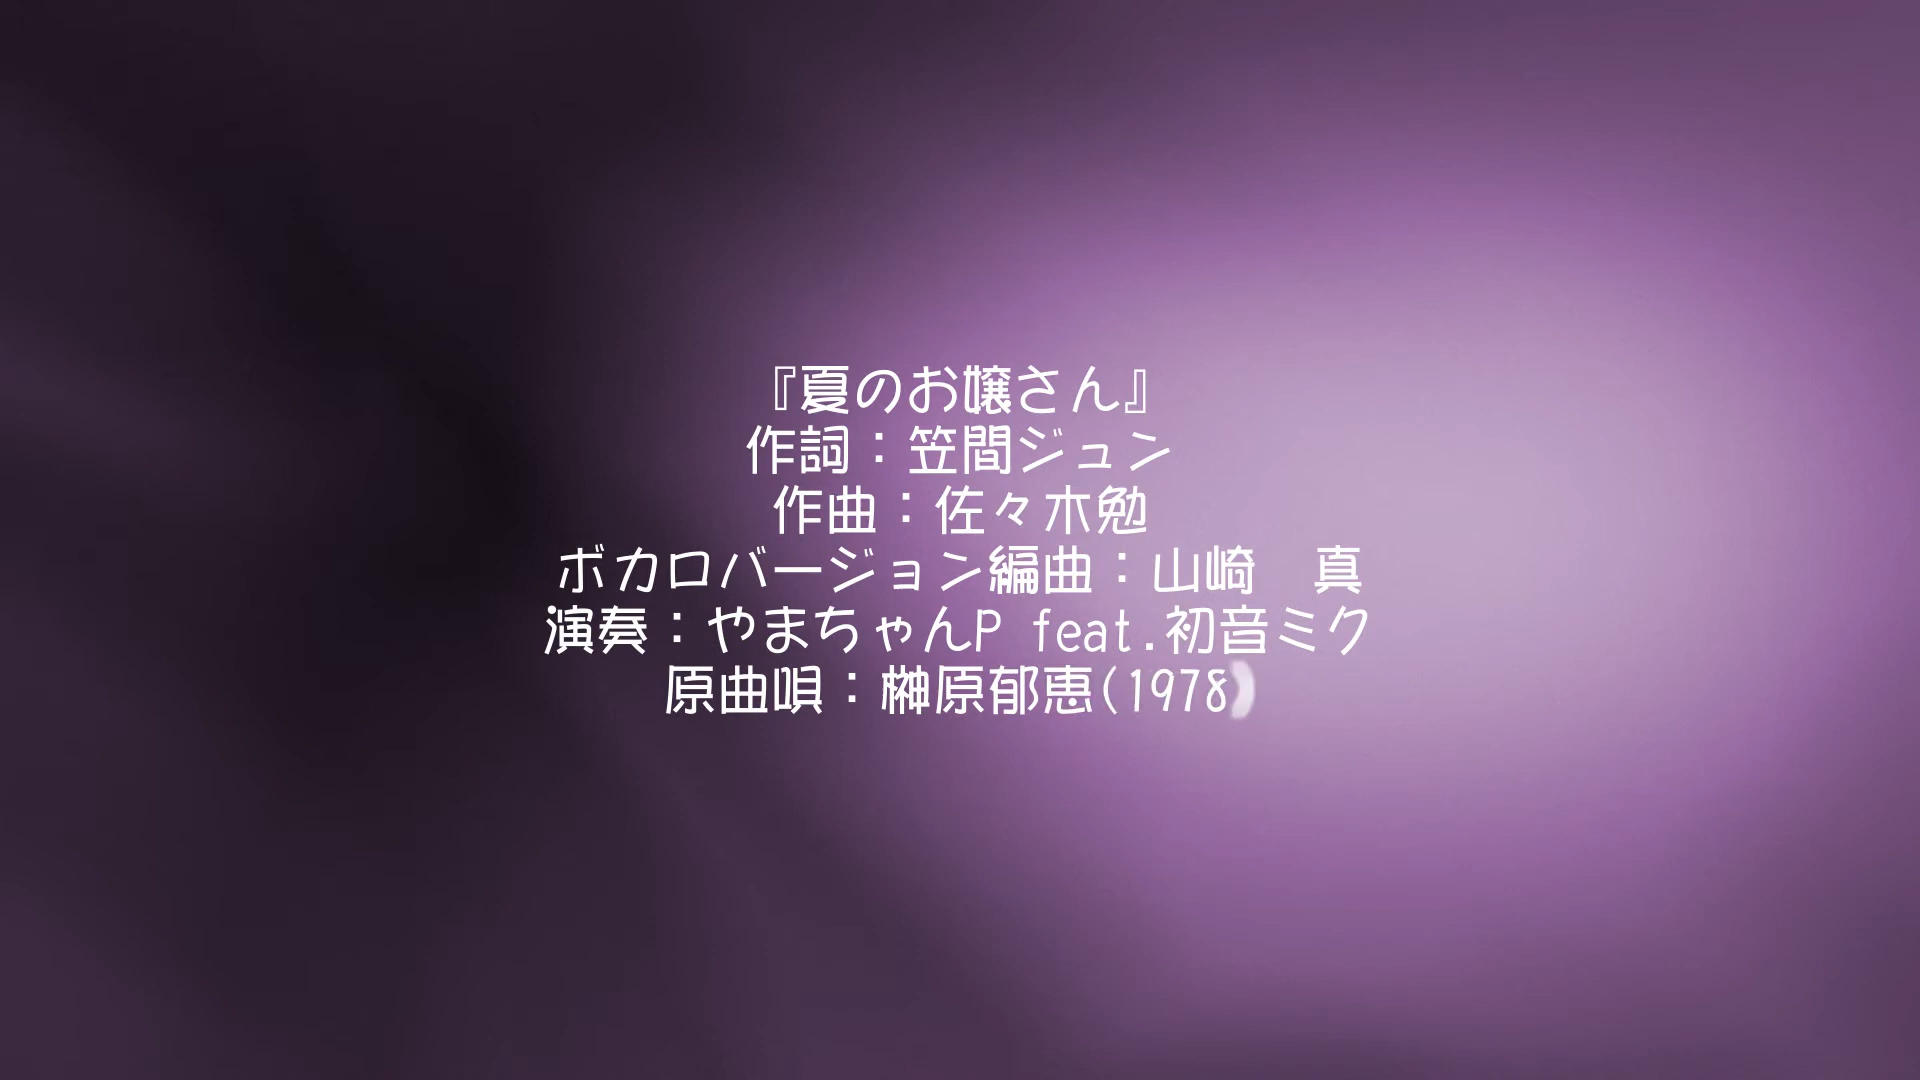 『夏のお嬢さん』
作詞：笠間ジュン
作曲：佐々木勉
ボカロバージョン編曲：山崎　真
演奏：やまちゃんP feat.初音ミク
原曲唄：榊原郁恵(1978)